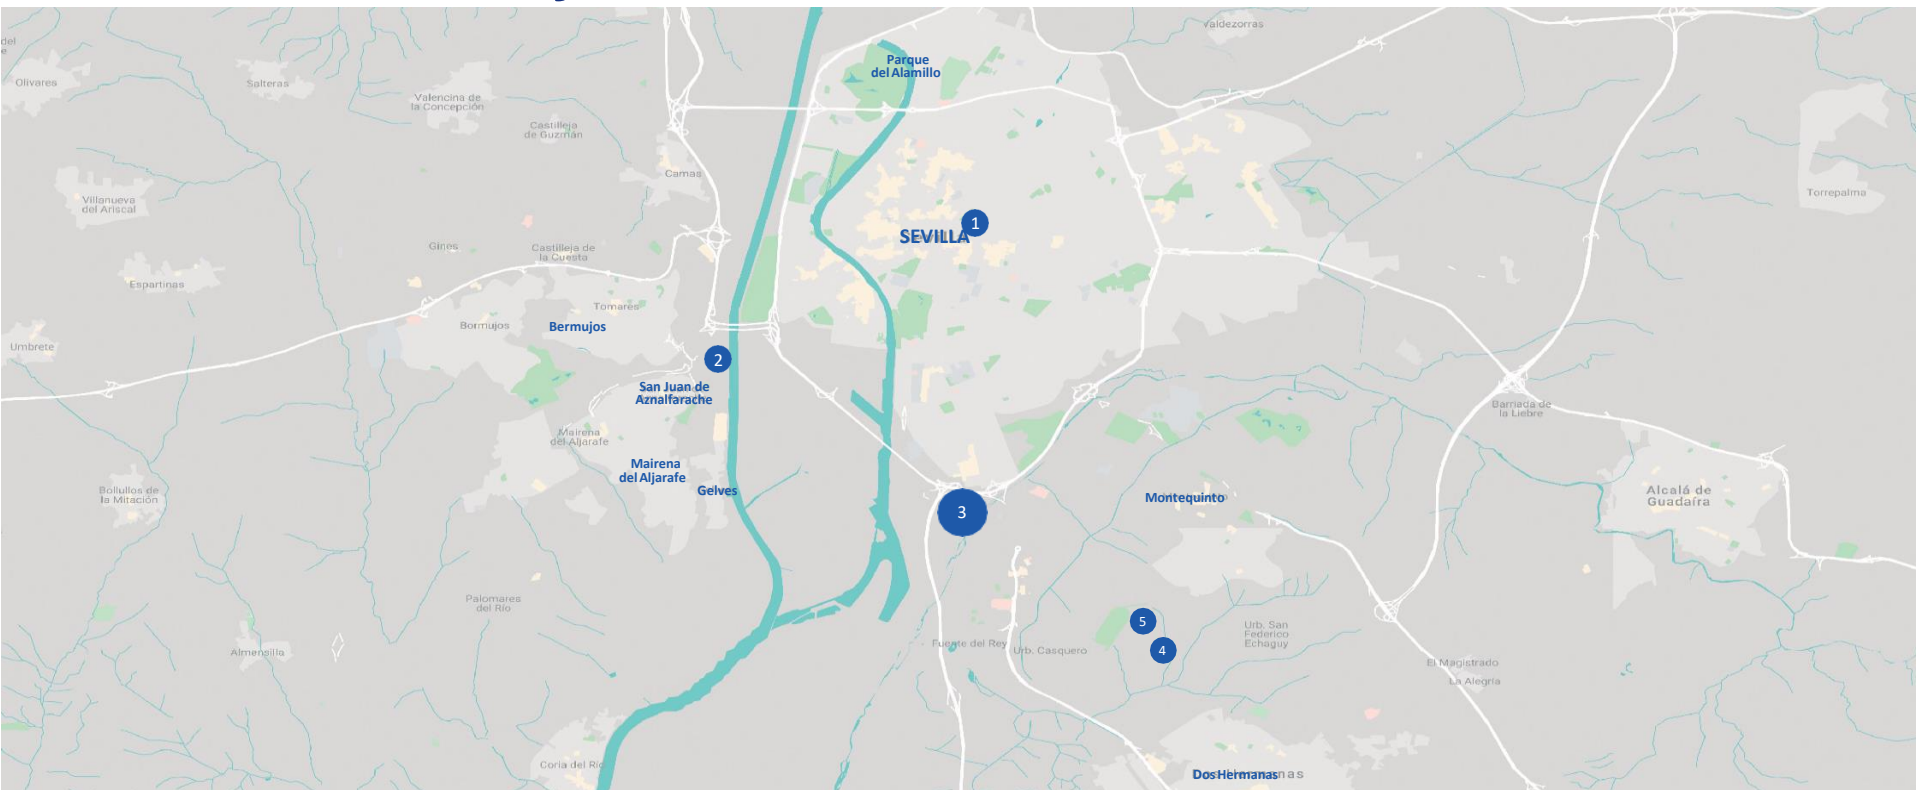 Valdezorras
Parque
del Alamillo
Olivares
Salteras
Valencina de
la Concepción
Castilleja
de Guzmán
Camas
Villanueva
del Ariscal
Torrepalma
1
SEVILLA
Gines
Castilleja de
la Cuesta
Espartinas
Tomares
Bormujos
Bermujos
Umbrete
2
San Juan de
Aznalfarache
Barriada de
la Liebre
Mairena
del Aljarafe
Mairena
del Aljarafe
Gelves
Bollullos de
la Mitación
Montequinto
Alcalá de
Guadaíra
3
Palomares
del Río
5
4
Urb. San
Federico
Echaguy
Fuente del Rey
Urb. Casquero
Almensilla
El Magistrado
La Alegría
Coria del Río
Dos Hermanas